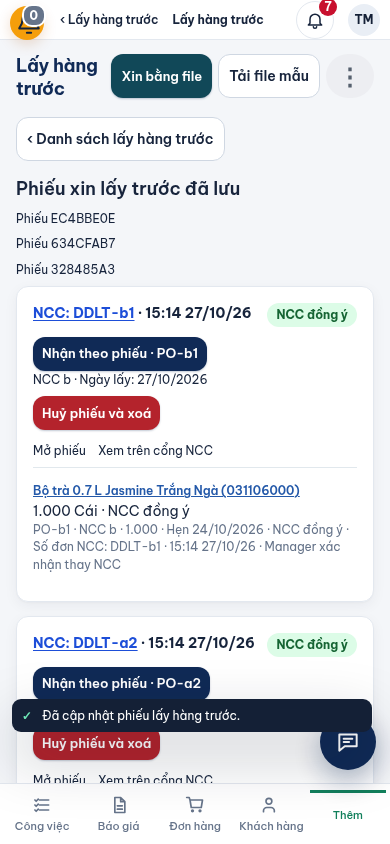 0
‹ Lấy hàng trước
Lấy hàng trước
7
TM
Lấy hàng trước
Xin bằng file
Tải file mẫu
⋮
‹ Danh sách lấy hàng trước
Phiếu xin lấy trước đã lưu
Phiếu EC4BBE0E
Phiếu 634CFAB7
Phiếu 328485A3
NCC: DDLT-b1 · 15:14 27/10/26
NCC đồng ý
Nhận theo phiếu · PO-b1
NCC b · Ngày lấy: 27/10/2026
Huỷ phiếu và xoá
Mở phiếu Xem trên cổng NCC
Bộ trà 0.7 L Jasmine Trắng Ngà (031106000)
1.000 Cái · NCC đồng ý
PO-b1 · NCC b · 1.000 · Hẹn 24/10/2026 · NCC đồng ý ·
Số đơn NCC: DDLT-b1 · 15:14 27/10/26 · Manager xác
nhận thay NCC
NCC: DDLT-a2 · 15:14 27/10/26
NCC đồng ý
Nhận theo phiếu · PO-a2
✓ Đã cập nhật phiếu lấy hàng trước.
Huỷ phiếu và xoá
Mở phiếu Xem trên cổng NCC
Công việc
Báo giá
Đơn hàng
Khách hàng
Thêm